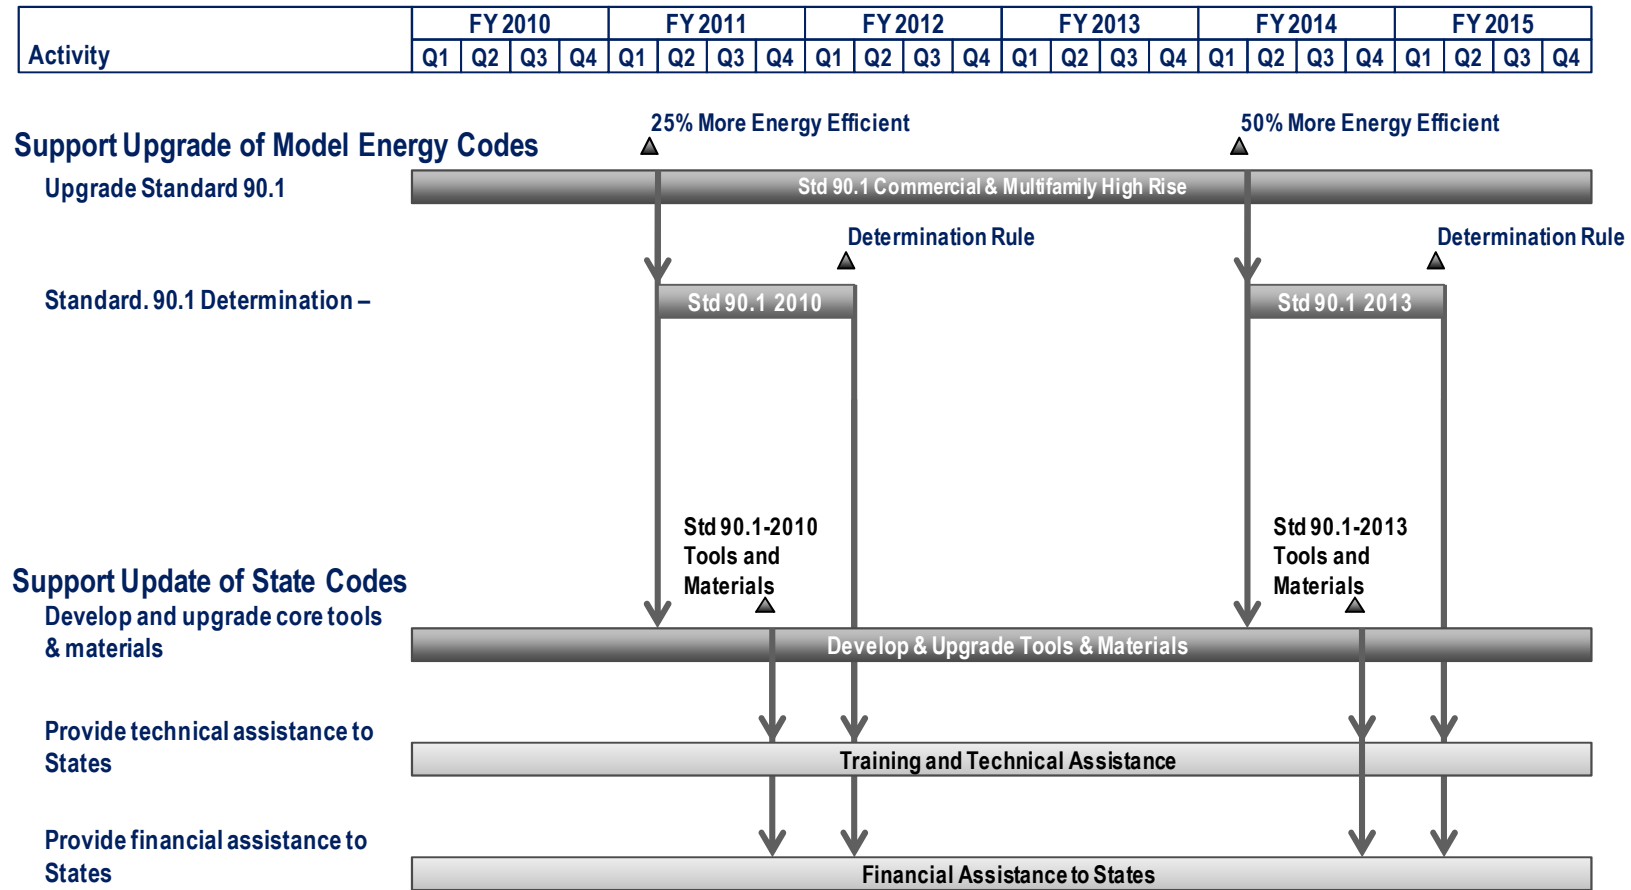 FY 2010 FY 2011 FY 2012 FY 2013 FY 2014 FY 2015
Activity Q1 Q2 Q3 Q4 Q1 Q2 Q3 Q4 Q1 Q2 Q3 Q4 Q1 Q2 Q3 Q4 Q1 Q2 Q3 Q4 Q1 Q2 Q3 Q4
25% More Energy Efficient 50% More Energy Efficient
Support Upgrade of Model Energy Codes
Upgrade Standard 90.1 Std 90.1 Commercial & Multifamily High Rise
Determination Rule Determination Rule
Standard. 90.1 Determination – Std 90.1 2010 Std 90.1 2013
Std 90.1-2010
Tools and
Materials
Std 90.1-2013
Tools and
Materials
Support Update of State Codes
Develop and upgrade core tools
& materials
Develop & Upgrade Tools & Materials
Provide technical assistance to
States
Training and Technical Assistance
Provide financial assistance to
States
Financial Assistance to States